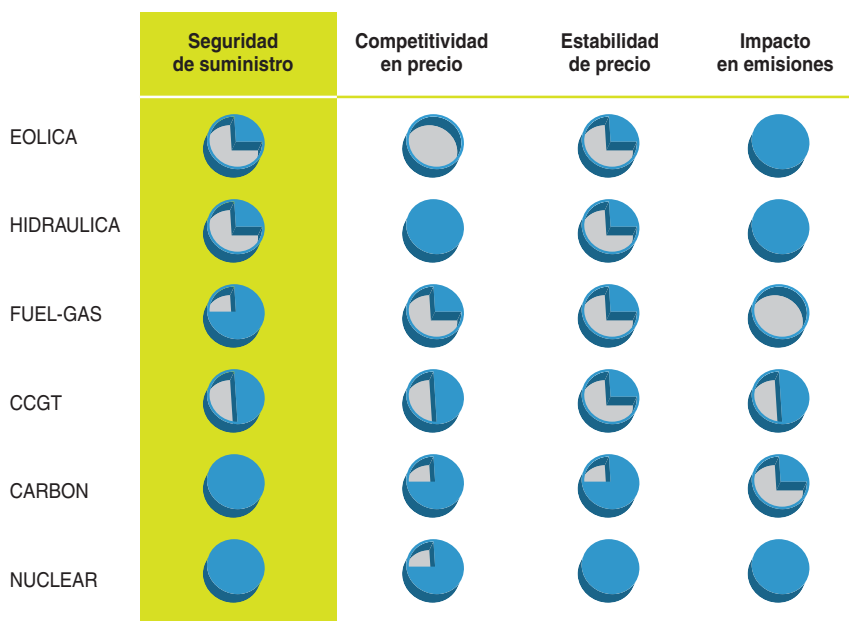 Seguridad
de suministro
Competitividad
en precio
Estabilidad
de precio
Impacto
en emisiones
EOLICA
HIDRAULICA
FUEL-GAS
CCGT
CARBON
NUCLEAR